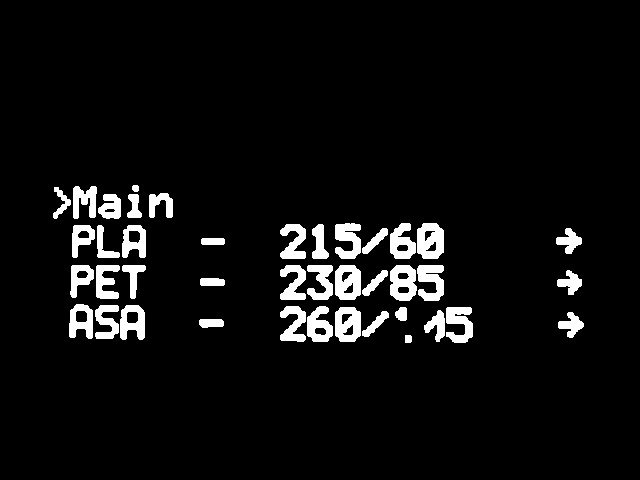 >Main
PLA - 215/60 →
PET - 230/85 →
ASA - 260/ →